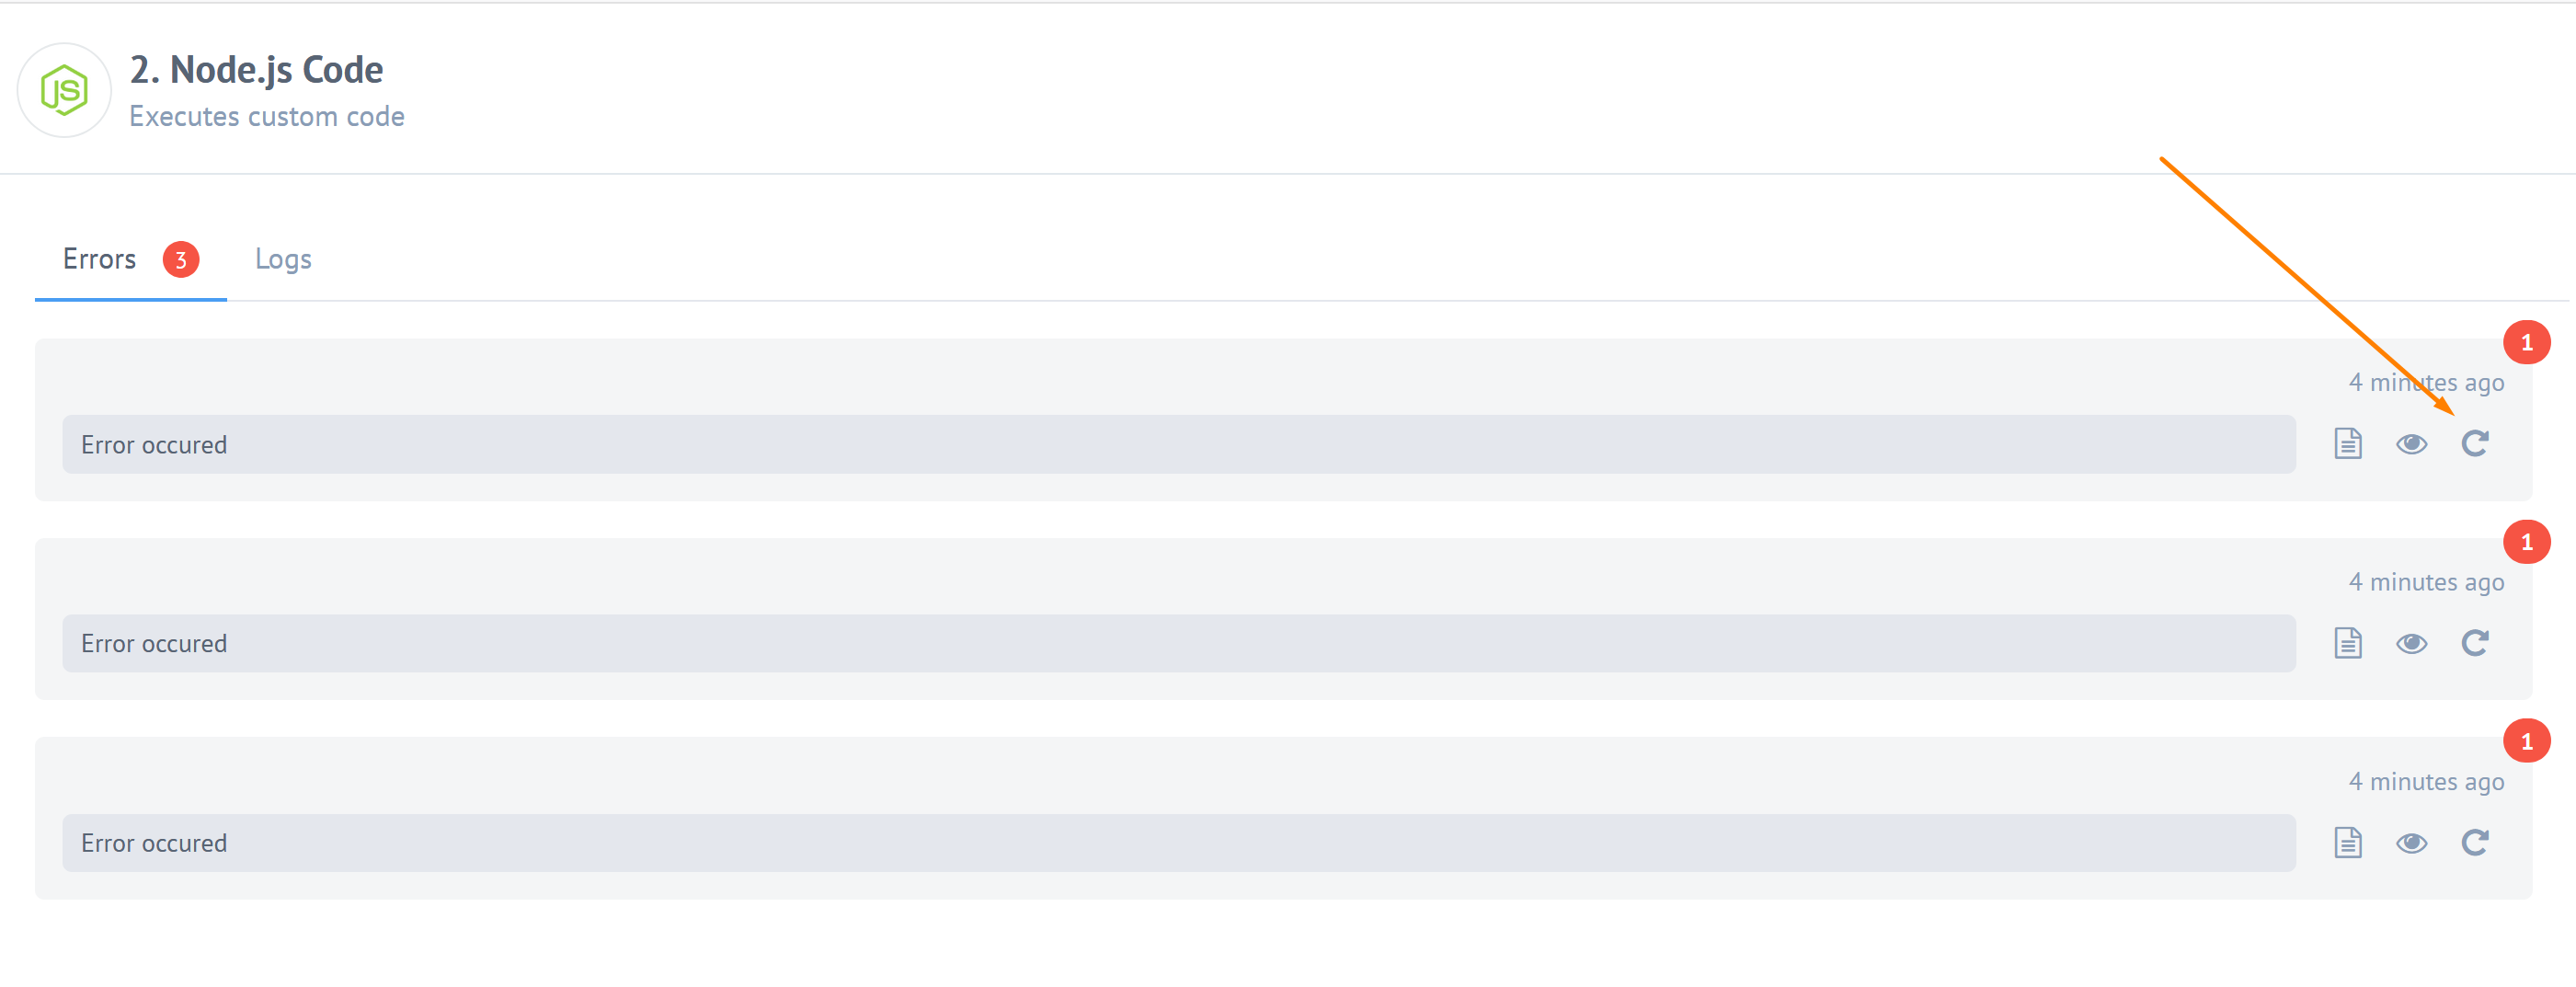 JS
2. Node.js Code
Executes custom code
Errors 3 Logs
1
4 minutes ago
Error occured
1
4 minutes ago
Error occured
1
4 minutes ago
Error occured